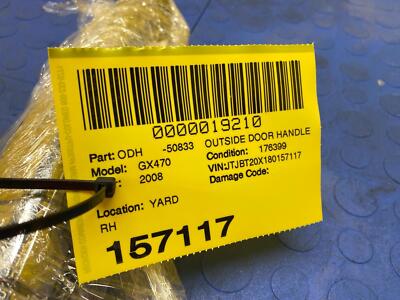 0000019210
Part: ODH -50833 OUTSIDE DOOR HANDLE
Model: GX470 Condition: 176399
2008 VIN:JTJBT20X180157117
Damage Code:
Location: YARD
RH
157117